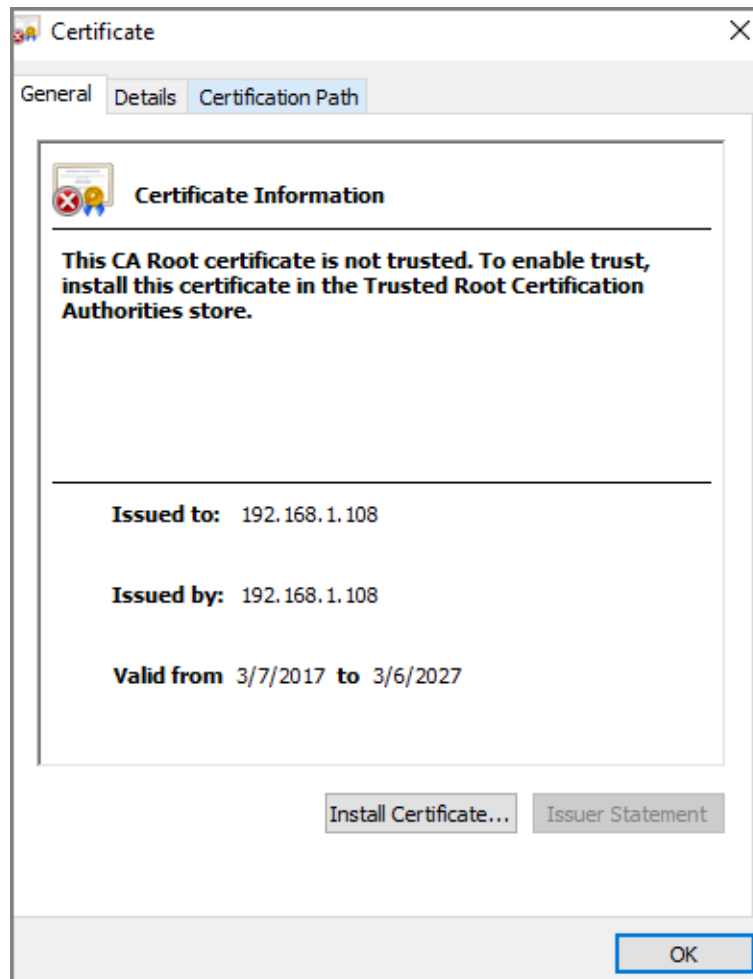 Certificate
General Details Certification Path
Certificate Information
This CA Root certificate is not trusted. To enable trust,
install this certificate in the Trusted Root Certification
Authorities store.
Issued to: 192.168.1.108
Issued by: 192.168.1.108
Valid from 3/7/2017 to 3/6/2027
Install Certificate... Issuer Statement
OK